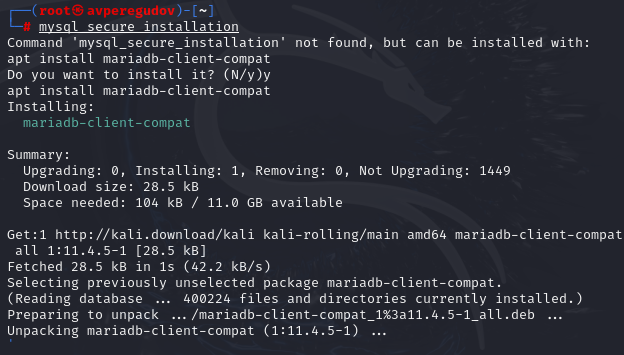 ┌──(root㉿avperegudov)-[~]
└─# mysql_secure_installation
Command 'mysql_secure_installation' not found, but can be installed with:
apt install mariadb-client-compat
Do you want to install it? (N/y)y
apt install mariadb-client-compat
Installing:
  mariadb-client-compat

Summary:
  Upgrading: 0, Installing: 1, Removing: 0, Not Upgrading: 1449
  Download size: 28.5 kB
  Space needed: 104 kB / 11.0 GB available

Get:1 http://kali.download/kali kali-rolling/main amd64 mariadb-client-compat
 all 1:11.4.5-1 [28.5 kB]
Fetched 28.5 kB in 1s (42.2 kB/s)
Selecting previously unselected package mariadb-client-compat.
(Reading database ... 400224 files and directories currently installed.)
Preparing to unpack .../mariadb-client-compat_1%3a11.4.5-1_all.deb ...
Unpacking mariadb-client-compat (1:11.4.5-1) ...